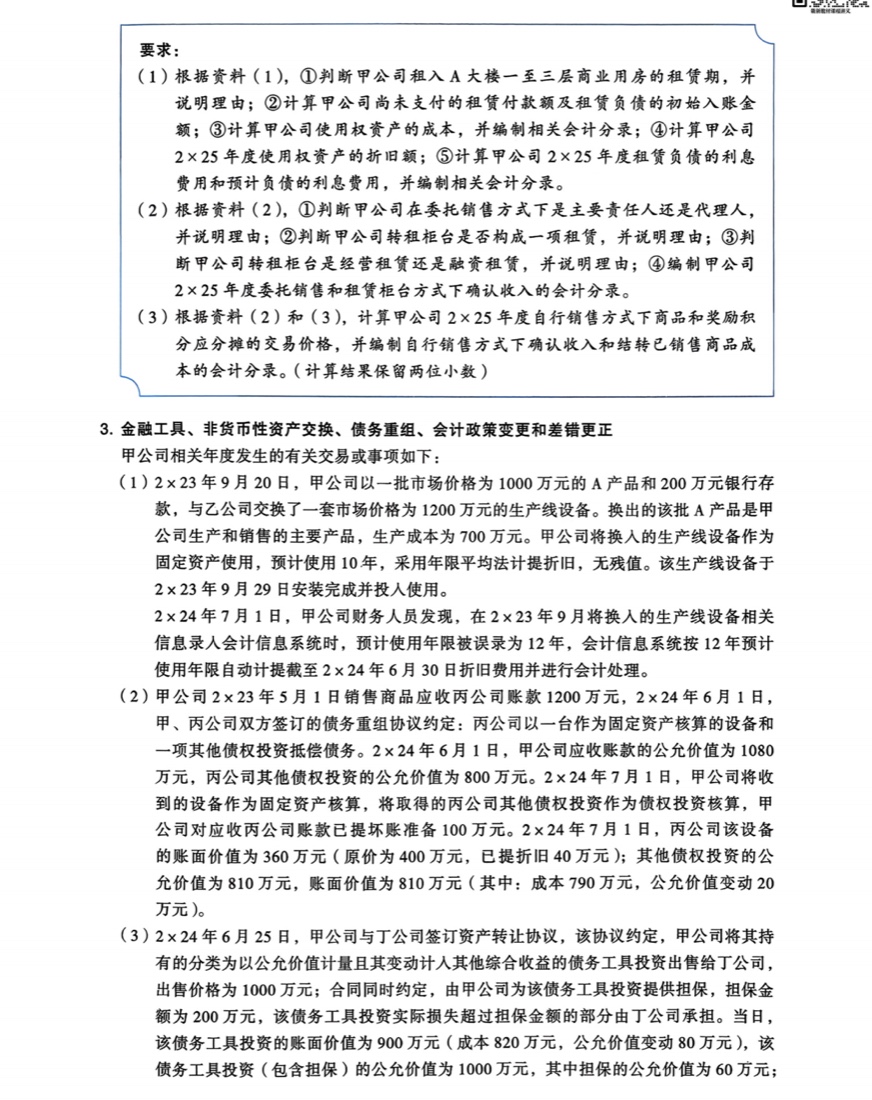 要求：
（1）根据资料（1），①判断甲公司租入A大楼一至三层商业用房的租赁期，并
说明理由；②计算甲公司尚未支付的租赁付款额及租赁负债的初始入账金
额；③计算甲公司使用权资产的成本，并编制相关会计分录；④计算甲公司
2×25年度使用权资产的折旧额；⑤计算甲公司2×25年度租赁负债的利息
费用和预计负债的利息费用，并编制相关会计分录。
（2）根据资料（2），①判断甲公司在委托销售方式下是主要责任人还是代理人，
并说明理由；②判断甲公司转租柜台是否构成一项租赁，并说明理由；③判
断甲公司转租柜台是经营租赁还是融资租赁，并说明理由；④编制甲公司
2×25年度委托销售和租赁柜台方式下确认收入的会计分录。
（3）根据资料（2）和（3），计算甲公司2×25年度自行销售方式下商品和奖励积
分应分摊的交易价格，并编制自行销售方式下确认收入和结转已销售商品成
本的会计分录。（计算结果保留两位小数）
3. 金融工具、非货币性资产交换、债务重组、会计政策变更和差错更正
甲公司相关年度发生的有关交易或事项如下：
（1）2×23年9月20日，甲公司以一批市场价格为1000万元的A产品和200万元银行存
款，与乙公司交换了一套市场价格为1200万元的生产线设备。换出的该批A产品是甲
公司生产和销售的主要产品，生产成本为700万元。甲公司将换入的生产线设备作为
固定资产使用，预计使用10年，采用年限平均法计提折旧，无残值。该生产线设备于
2×23年9月29日安装完成并投入使用。
2×24年7月1日，甲公司财务人员发现，在2×23年9月将换入的生产线设备相关
信息录入会计信息系统时，预计使用年限被误录为12年，会计信息系统按12年预计
使用年限自动计提截至2×24年6月30日折旧费用并进行会计处理。
（2）甲公司2×23年5月1日销售商品应收丙公司账款1200万元，2×24年6月1日，
甲、丙公司双方签订的债务重组协议约定：丙公司以一台作为固定资产核算的设备和
一项其他债权投资抵偿债务。2×24年6月1日，甲公司应收账款的公允价值为1080
万元，丙公司其他债权投资的公允价值为800万元。2×24年7月1日，甲公司将收
到的设备作为固定资产核算，将取得的丙公司其他债权投资作为债权投资核算，甲
公司对应收丙公司账款已提坏账准备100万元。2×24年7月1日，丙公司该设备
的账面价值为360万元（原价为400万元，已提折旧40万元）；其他债权投资的公
允价值为810万元，账面价值为810万元（其中：成本790万元，公允价值变动20
万元）。
（3）2×24年6月25日，甲公司与丁公司签订资产转让协议，该协议约定，甲公司将其持
有的分类为以公允价值计量且其变动计入其他综合收益的债务工具投资出售给丁公司，
出售价格为1000万元；合同同时约定，由甲公司为该债务工具投资提供担保，担保金
额为200万元，该债务工具投资实际损失超过担保金额的部分由丁公司承担。当日，
该债务工具投资的账面价值为900万元（成本820万元，公允价值变动80万元），该
债务工具投资（包含担保）的公允价值为1000万元，其中担保的公允价值为60万元；